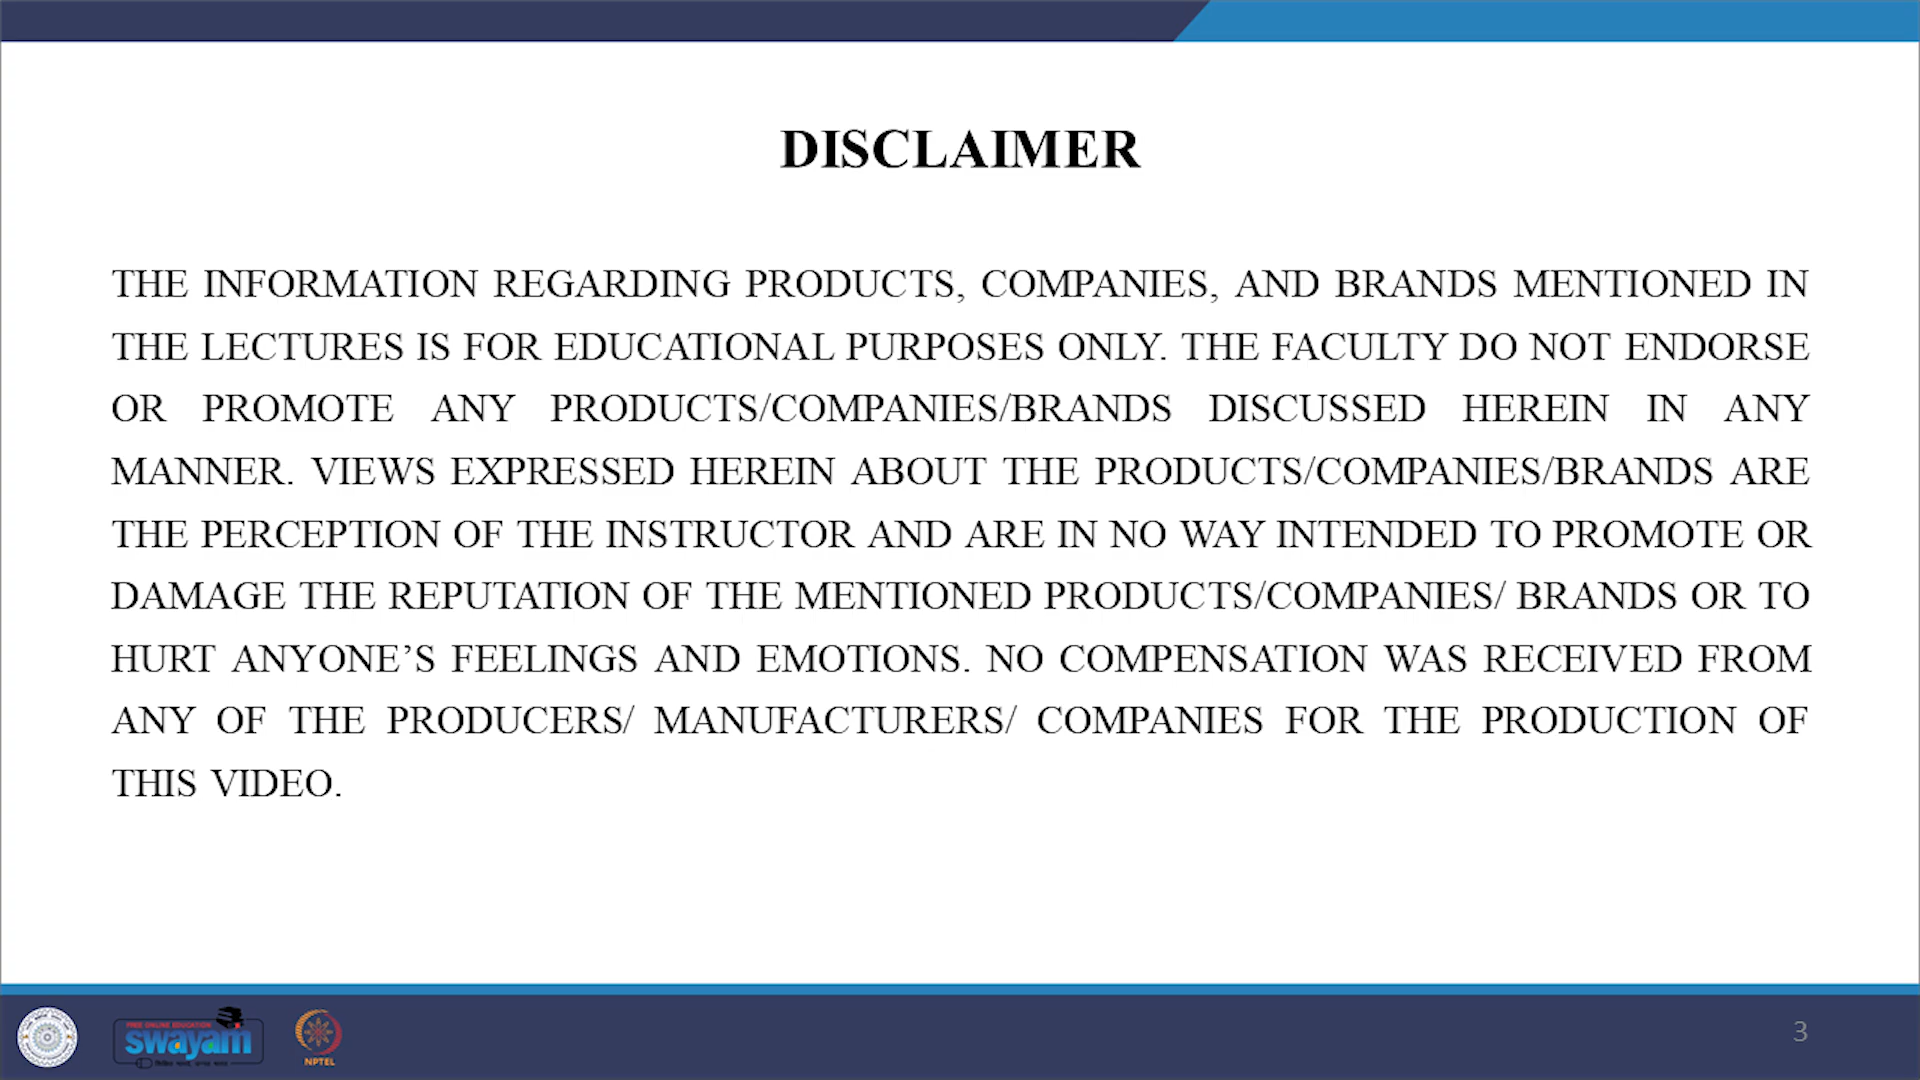 DISCLAIMER
THE INFORMATION REGARDING PRODUCTS, COMPANIES, AND BRANDS MENTIONED IN
THE LECTURES IS FOR EDUCATIONAL PURPOSES ONLY. THE FACULTY DO NOT ENDORSE
OR PROMOTE ANY PRODUCTS/COMPANIES/BRANDS DISCUSSED HEREIN IN ANY
MANNER. VIEWS EXPRESSED HEREIN ABOUT THE PRODUCTS/COMPANIES/BRANDS ARE
THE PERCEPTION OF THE INSTRUCTOR AND ARE IN NO WAY INTENDED TO PROMOTE OR
DAMAGE THE REPUTATION OF THE MENTIONED PRODUCTS/COMPANIES/ BRANDS OR TO
HURT ANYONE’S FEELINGS AND EMOTIONS. NO COMPENSATION WAS RECEIVED FROM
ANY OF THE PRODUCERS/ MANUFACTURERS/ COMPANIES FOR THE PRODUCTION OF
THIS VIDEO.
FREE ONLINE EDUCATION
swayam
NPTEL
3